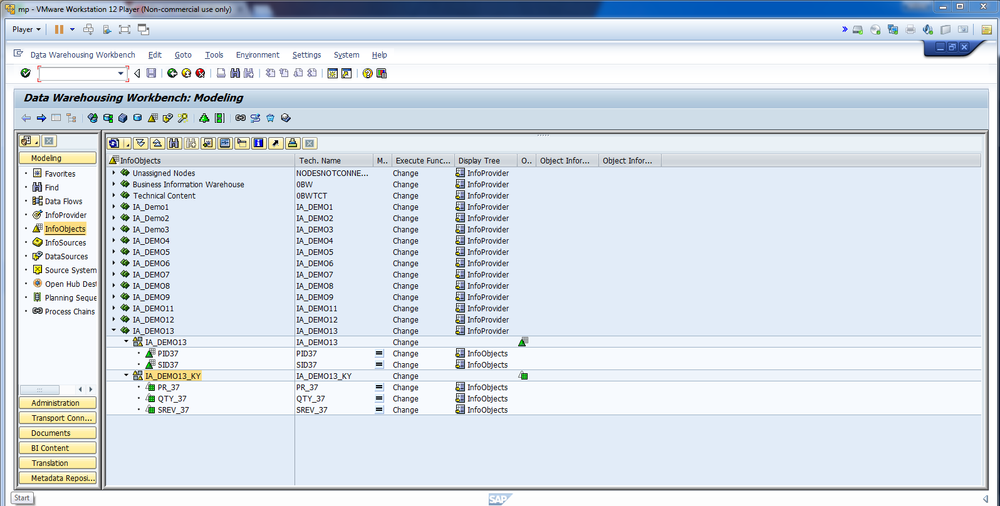 mp - VMware Workstation 12 Player (Non-commercial use only)
Player
Data Warehousing Workbench Edit Goto Tools Environment Settings System Help
Data Warehousing Workbench: Modeling
Modeling
Favorites
Find
Data Flows
InfoProvider
InfoObjects
InfoSources
DataSources
Source System
Open Hub Dest
Planning Seque
Process Chains
Administration
Transport Conn...
Documents
BI Content
Translation
Metadata Reposi...
InfoObjects Tech. Name M.. Execute Func... Display Tree O.. Object Infor... Object Infor...
Unassigned Nodes NODESNOTCONNE... Change InfoProvider
Business Information Warehouse 0BW Change InfoProvider
Technical Content 0BWTCT Change InfoProvider
IA_Demo1 IA_DEMO1 Change InfoProvider
IA_Demo2 IA_DEMO2 Change InfoProvider
IA_Demo3 IA_DEMO3 Change InfoProvider
IA_DEMO4 IA_DEMO4 Change InfoProvider
IA_DEMO5 IA_DEMO5 Change InfoProvider
IA_DEMO6 IA_DEMO6 Change InfoProvider
IA_DEMO7 IA_DEMO7 Change InfoProvider
IA_DEMO8 IA_DEMO8 Change InfoProvider
IA_DEMO9 IA_DEMO9 Change InfoProvider
IA_DEMO11 IA_DEMO11 Change InfoProvider
IA_DEMO12 IA_DEMO12 Change InfoProvider
IA_DEMO13 IA_DEMO13 Change InfoProvider
IA_DEMO13 IA_DEMO13 Change
PID37 PID37 Change InfoObjects
SID37 SID37 Change InfoObjects
IA_DEMO13_KY IA_DEMO13_KY Change
PR_37 PR_37 Change InfoObjects
QTY_37 QTY_37 Change InfoObjects
SREV_37 SREV_37 Change InfoObjects
Start
SAP